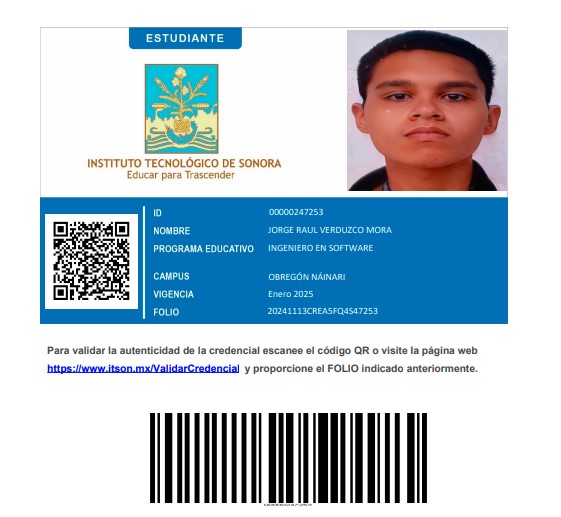 ESTUDIANTE
INSTITUTO TECNOLÓGICO DE SONORA
Educar para Trascender
ID 00000247253
NOMBRE JORGE RAUL VERDUZCO MORA
PROGRAMA EDUCATIVO INGENIERO EN SOFTWARE
CAMPUS OBREGÓN NÁINARI
VIGENCIA Enero 2025
FOLIO 20241113CREA5FQ4S47253
Para validar la autenticidad de la credencial escanee el código QR o visite la página web
https://www.itson.mx/ValidarCredencial y proporcione el FOLIO indicado anteriormente.